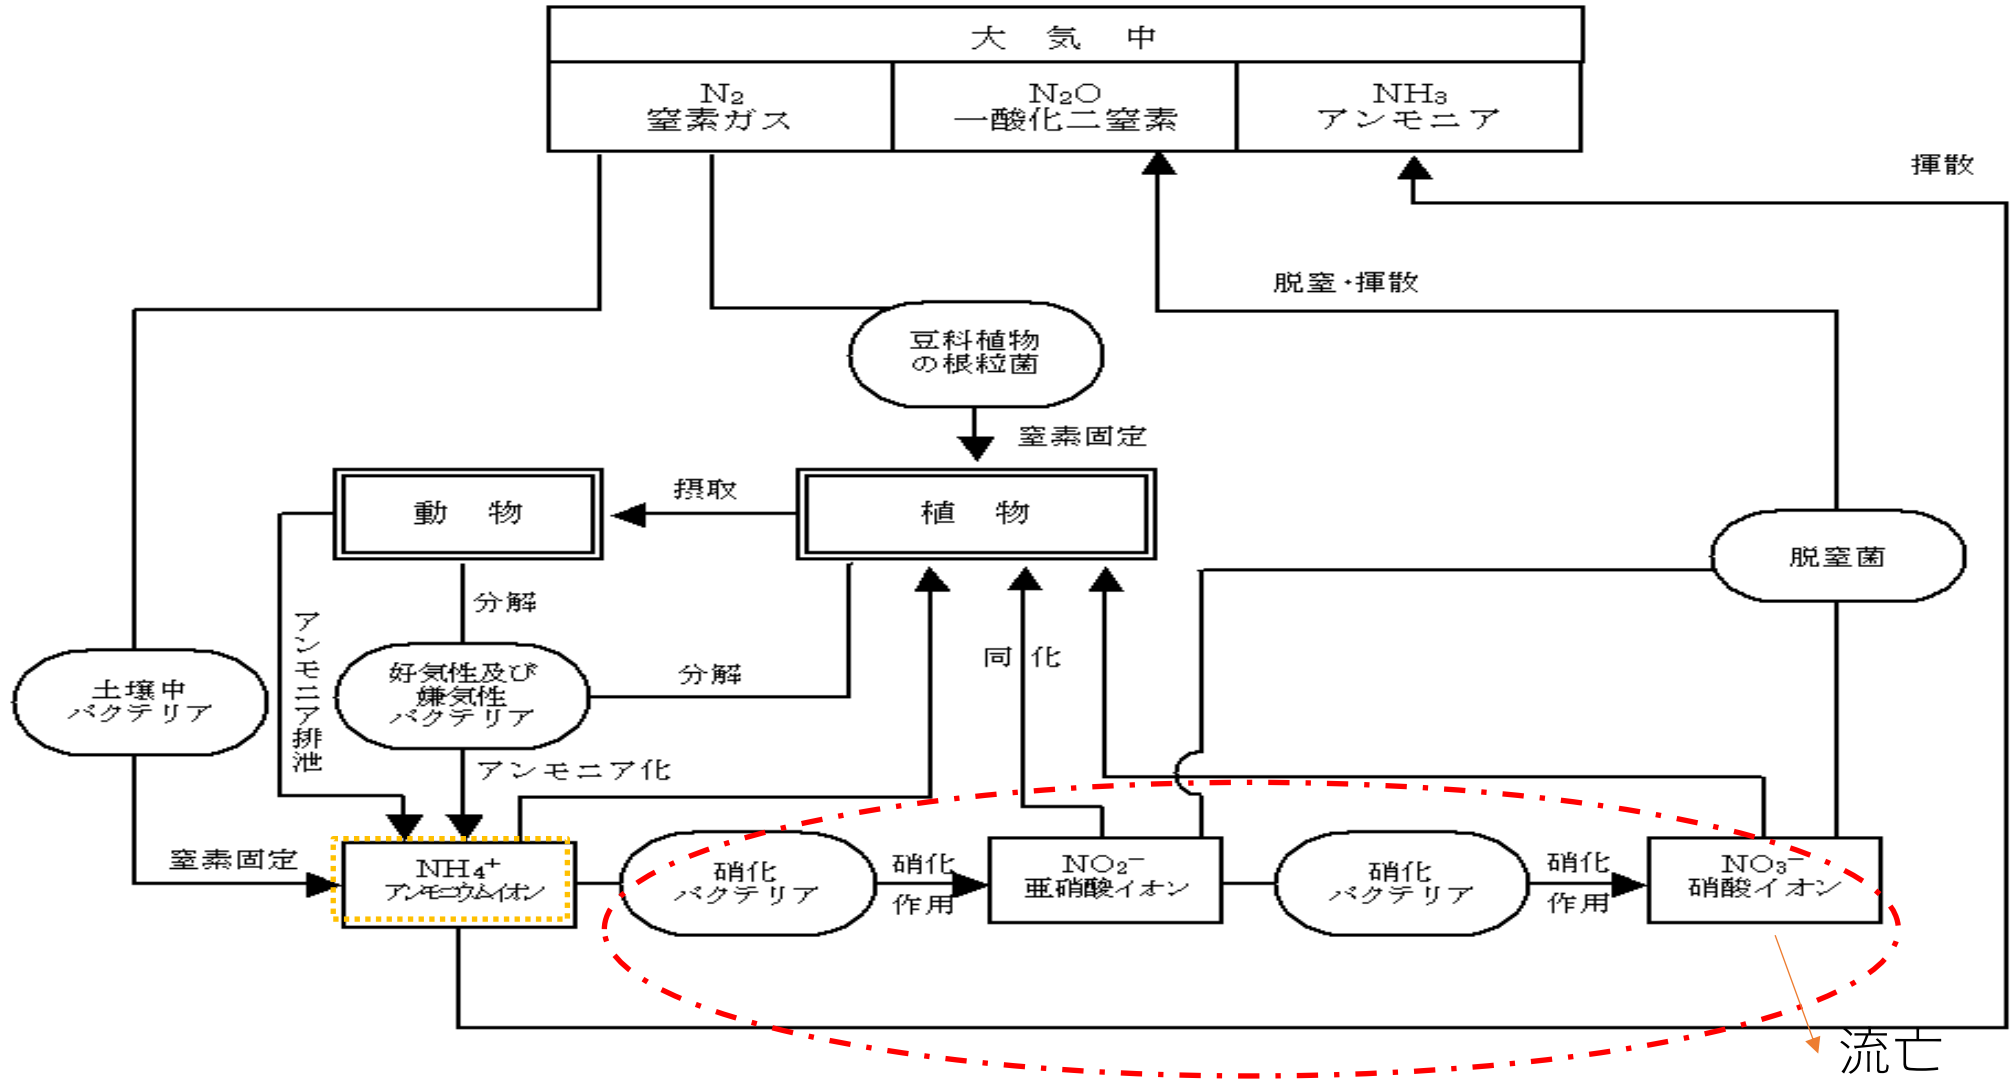 大 気 中
N₂
窒素ガス
N₂O
一酸化二窒素
NH₃
アンモニア
揮散
脱窒・揮散
豆科植物
の根粒菌
窒素固定
動 物
摂取
植 物
脱窒菌
分解
アンモニア排泄
同 化
好気性及び
嫌気性
バクテリア
分解
土壌中
バクテリア
アンモニア化
窒素固定
NH₄⁺
アンモニウムイオン
硝化
バクテリア
硝化
作用
NO₂⁻
亜硝酸イオン
硝化
バクテリア
硝化
作用
NO₃⁻
硝酸イオン
流亡